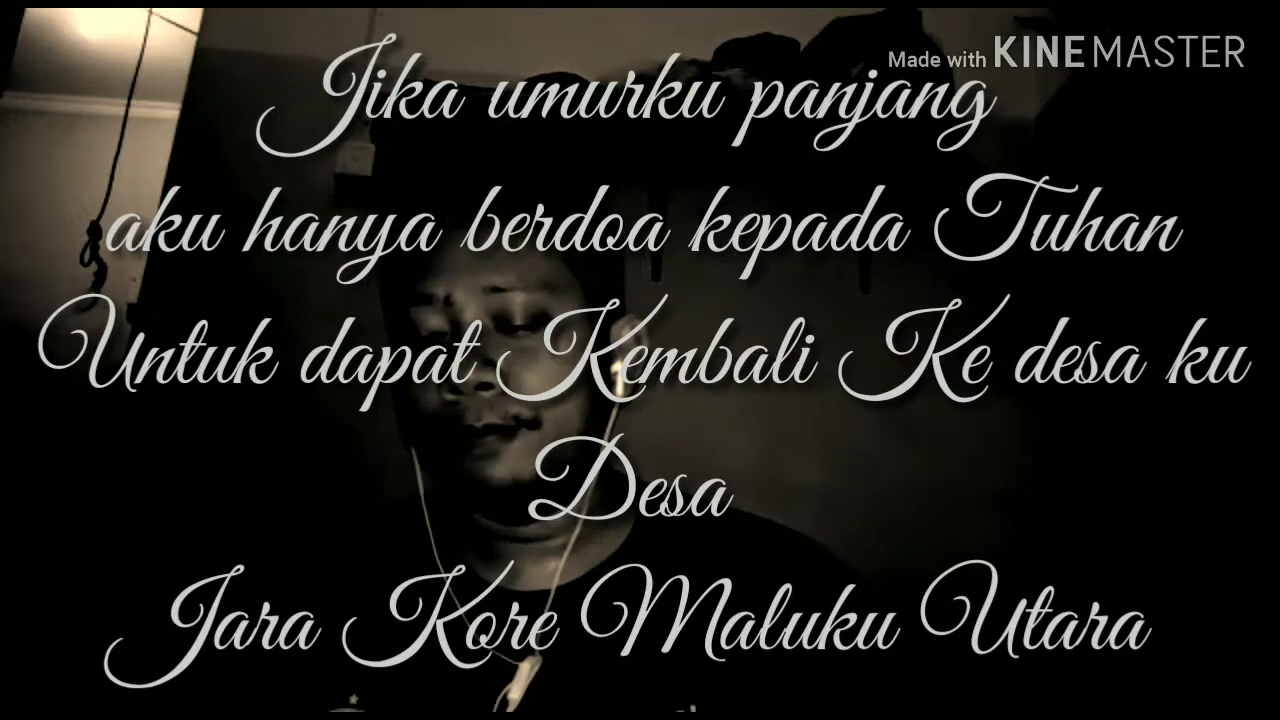 Made with KINEMASTER
Jika umurku panjang
aku hanya berdoa kepada Tuhan
Untuk dapat Kembali Ke desa ku
Desa
Jara Kore Maluku Utara